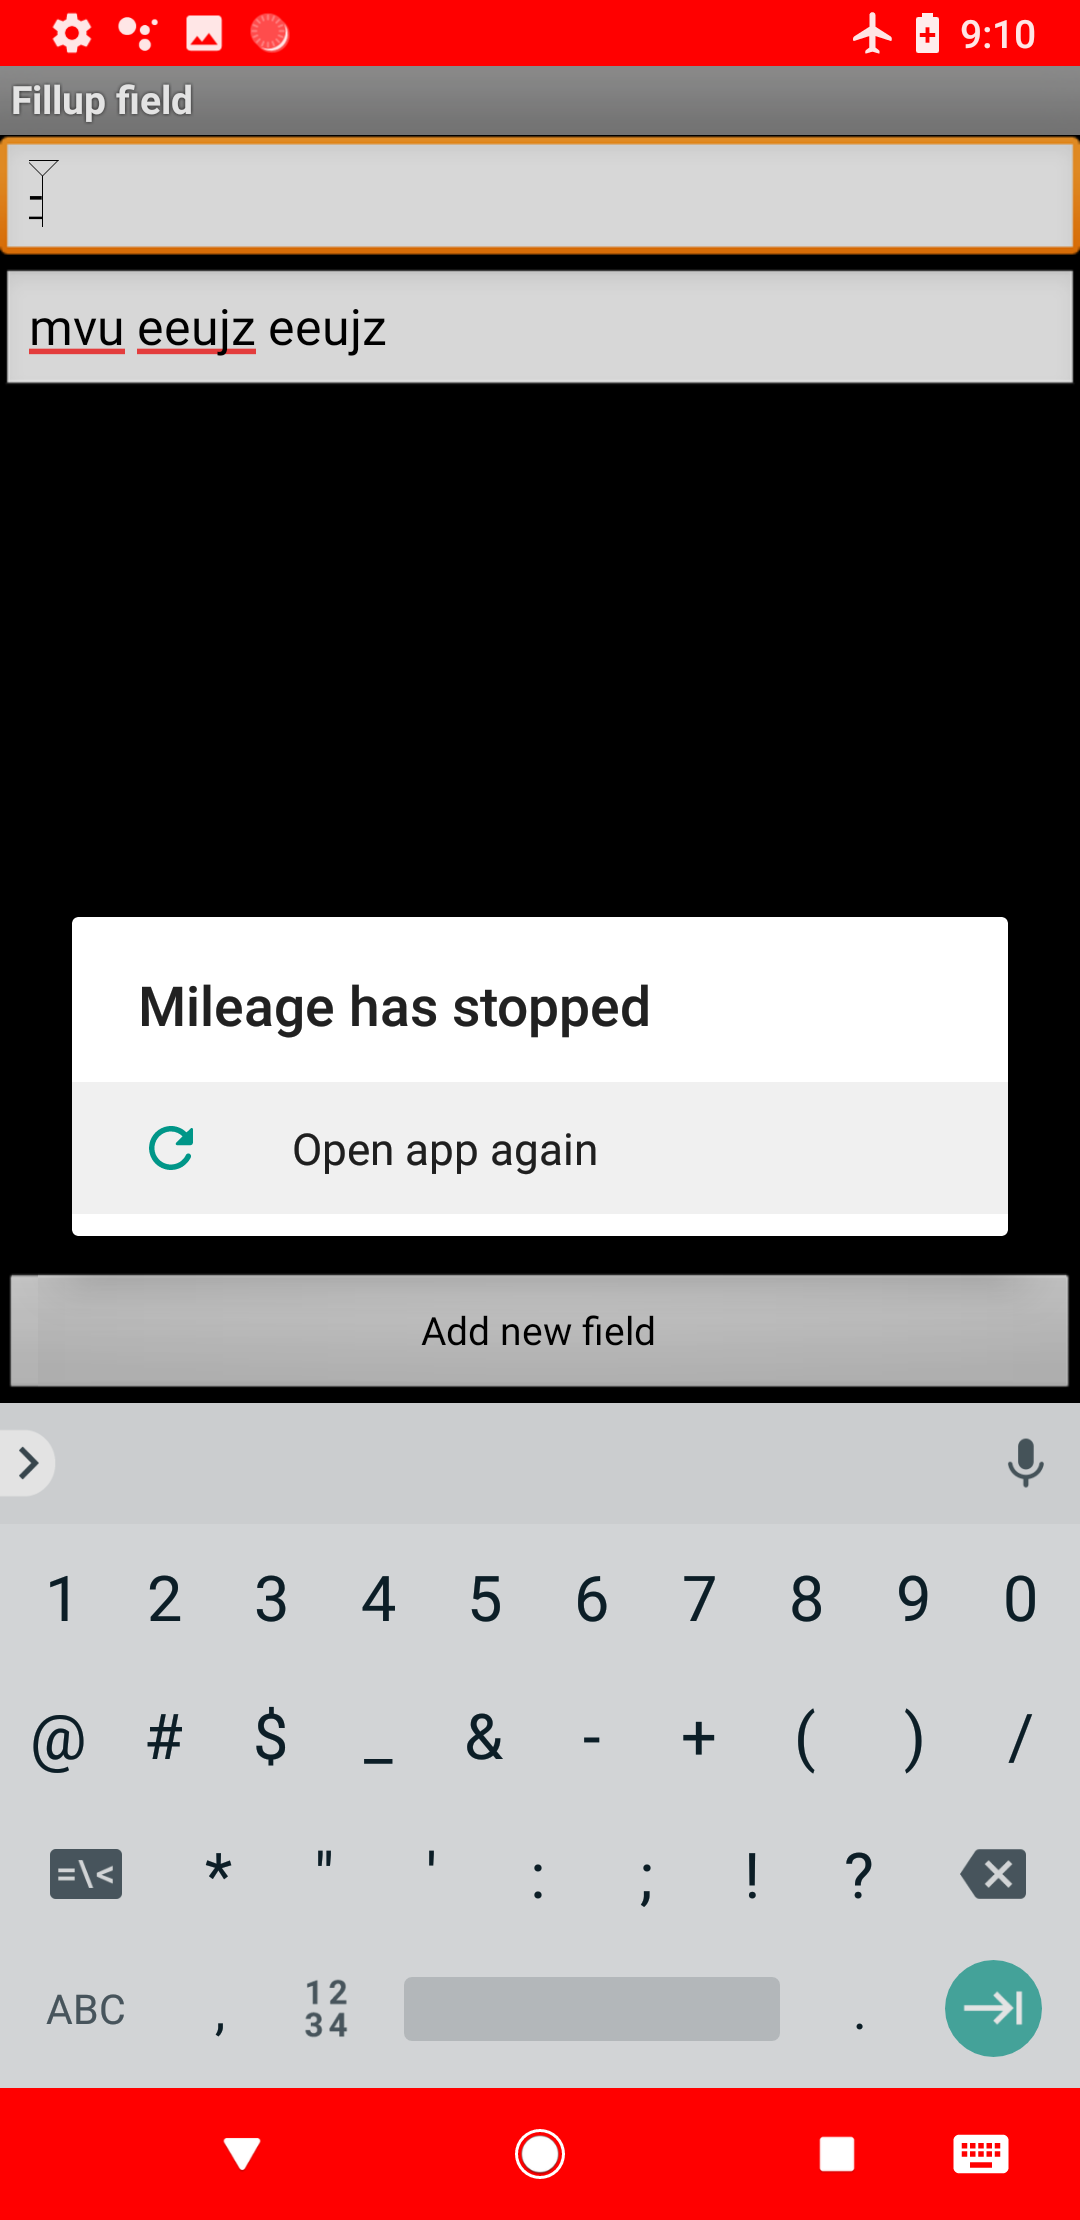 9:10
Fillup field
-
mvu eeujz eeujz
Mileage has stopped
Open app again
Add new field
1 2 3 4 5 6 7 8 9 0
@ # $ _ & - + ( ) /
=\< * " ' : ; ! ?
ABC , 12 34 .